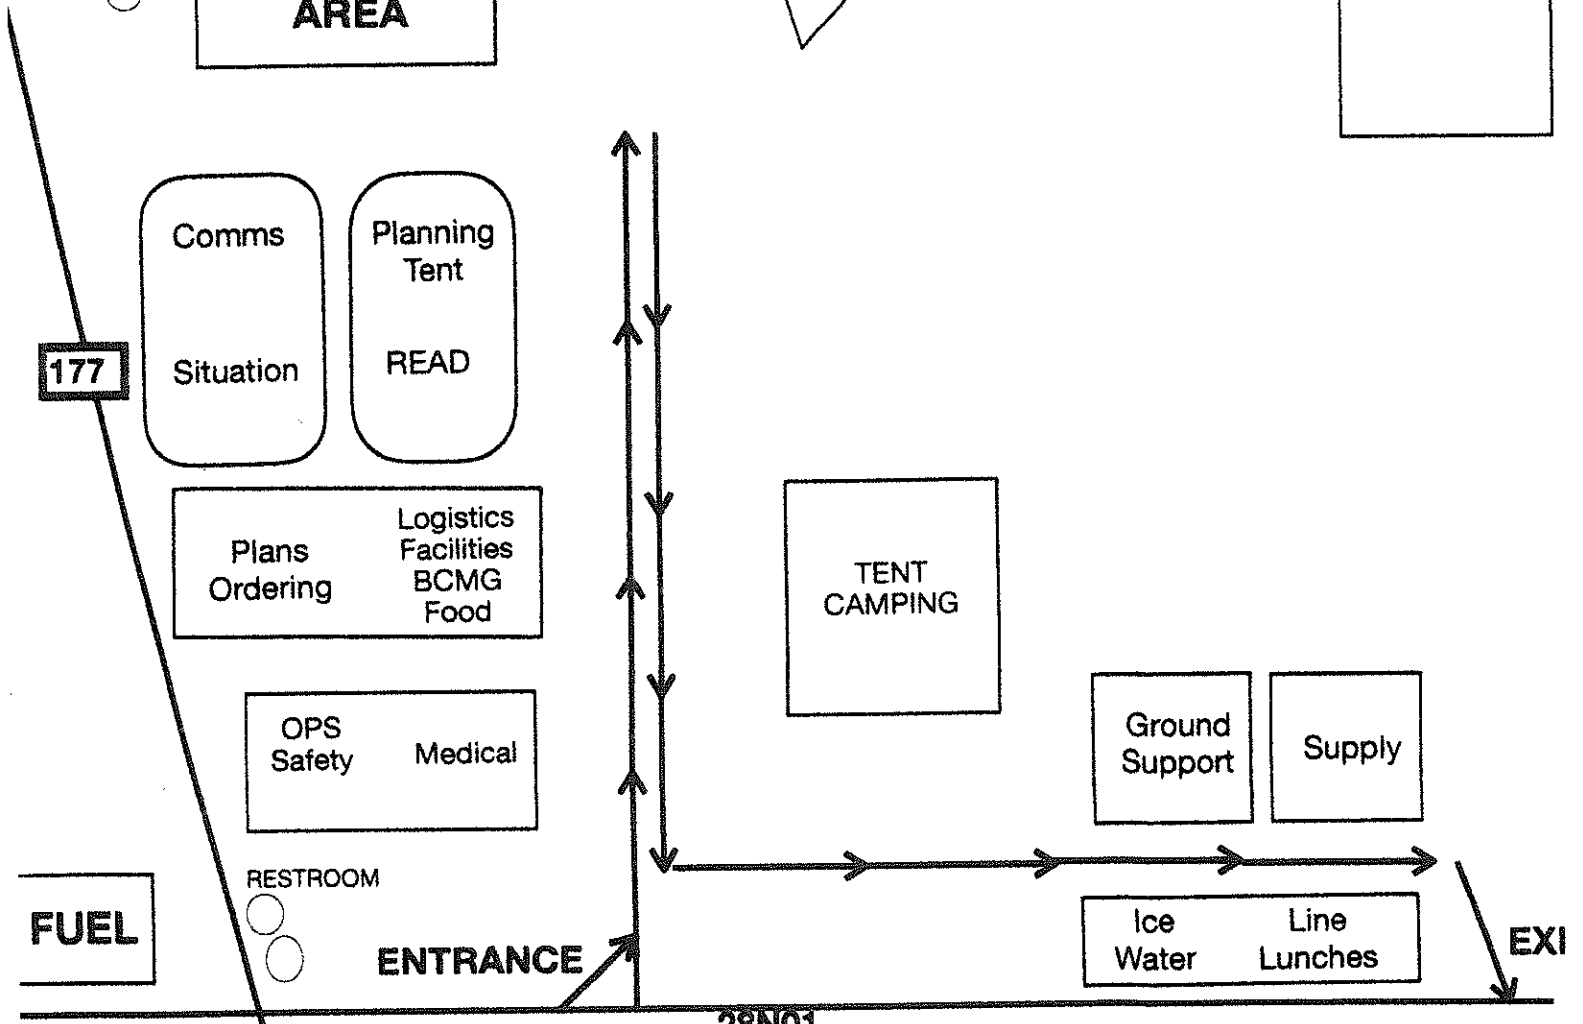 AREA
Comms
Situation
Planning
Tent
READ
177
Plans
Ordering
Logistics
Facilities
BCMG
Food
TENT
CAMPING
OPS
Safety
Medical
Ground
Support
Supply
RESTROOM
FUEL
ENTRANCE
Ice
Water
Line
Lunches
EXI
28N01